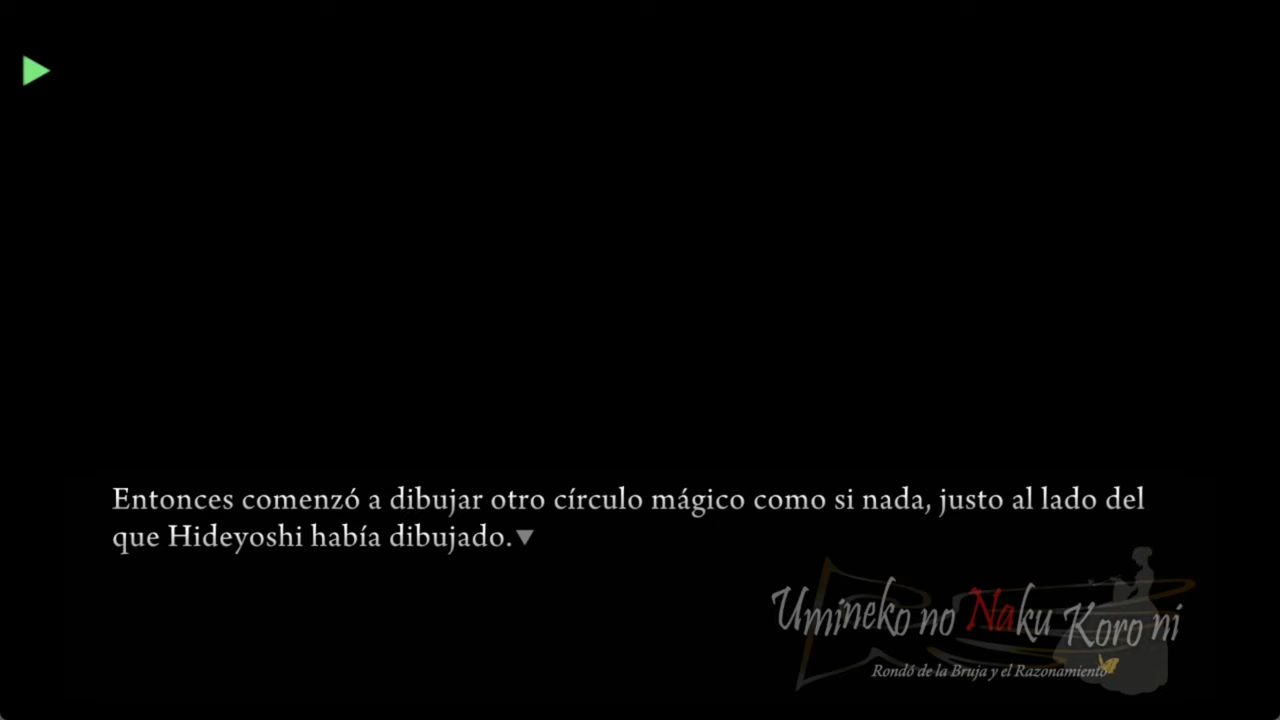 Entonces comenzó a dibujar otro círculo mágico como si nada, justo al lado del
que Hideyoshi había dibujado.
Umineko no Naku Koro ni
Rondó de la Bruja y el Razonamiento